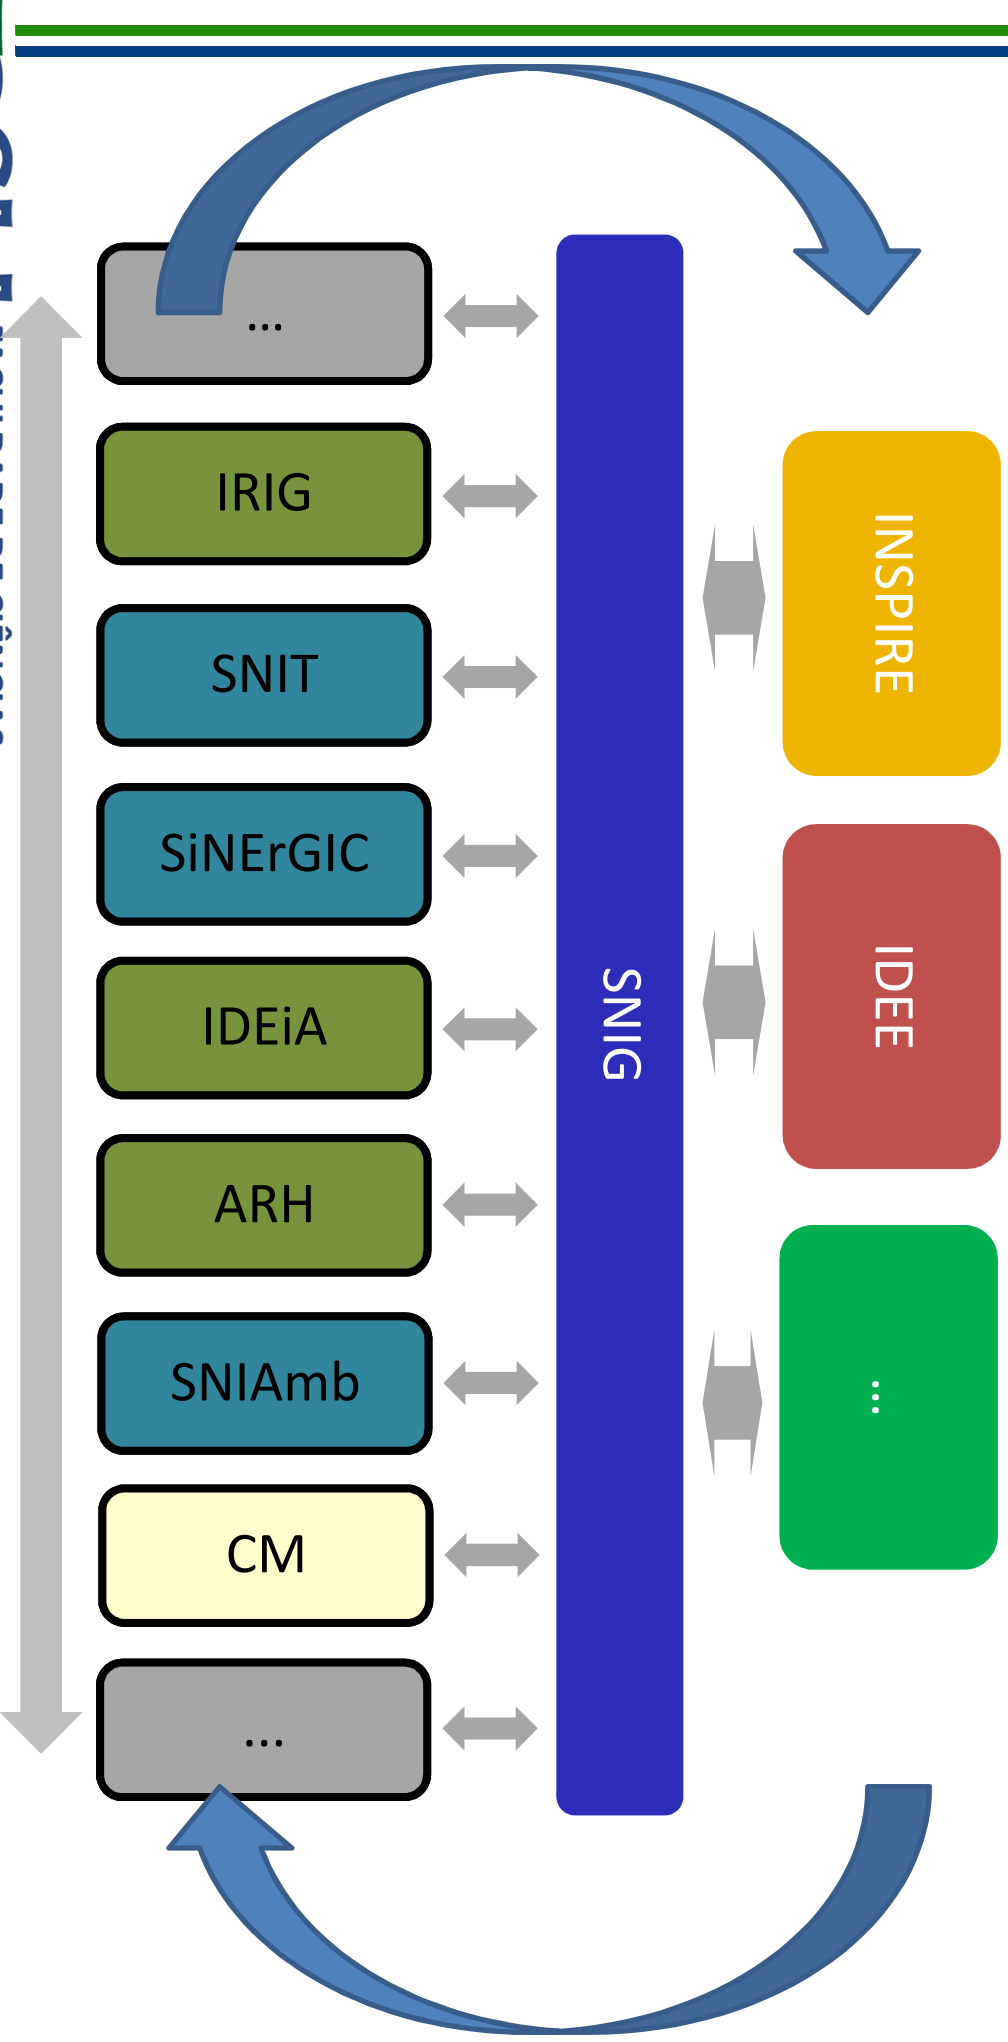 ...
IRIG
SNIT
SiNErGIC
IDEiA
ARH
SNIAmb
CM
...
SNIG
INSPIRE
IDEE
...